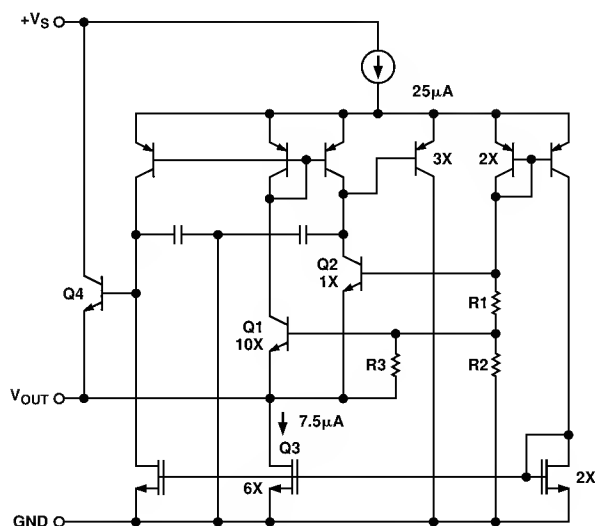 +VS
25µA
3X
2X
Q2
1X
Q4
R1
Q1
10X
R3
R2
VOUT
7.5µA
Q3
6X
2X
GND